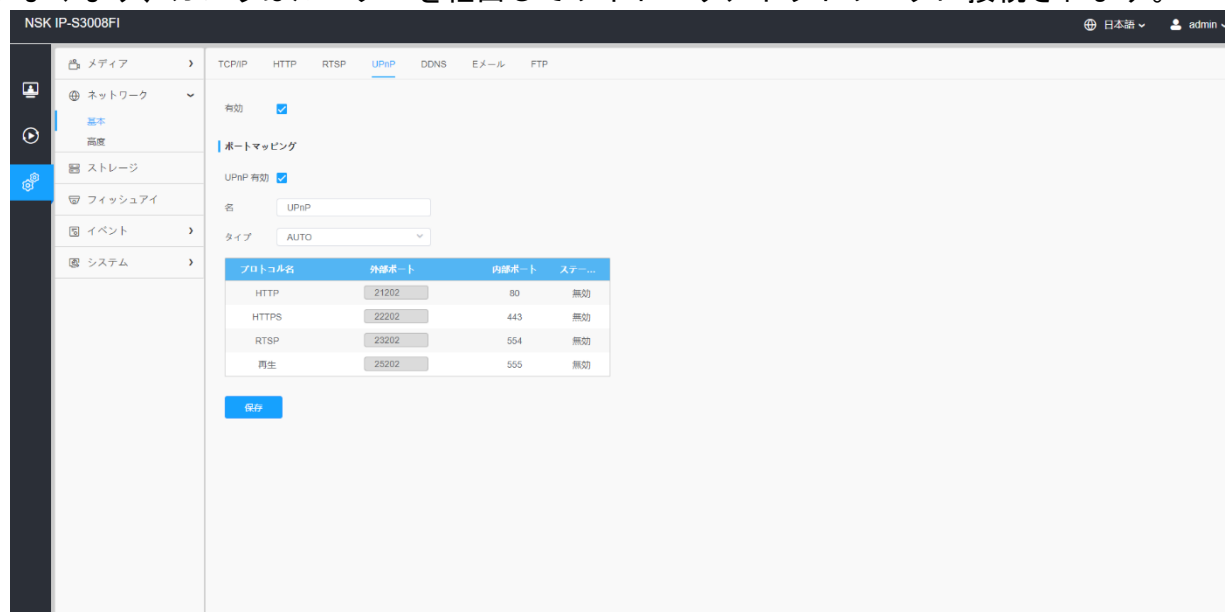 NSK IP-S3008FI
日本語
admin
メディア
ネットワーク
基本
高度
ストレージ
フィッシュアイ
イベント
システム
TCP/IP HTTP RTSP UPnP DDNS Eメール FTP
有効
ポートマッピング
UPnP 有効
名 UPnP
タイプ AUTO
プロトコル名 外部ポート 内部ポート ステー...
HTTP 21202 80 無効
HTTPS 22202 443 無効
RTSP 23202 554 無効
再生 25202 555 無効
保存